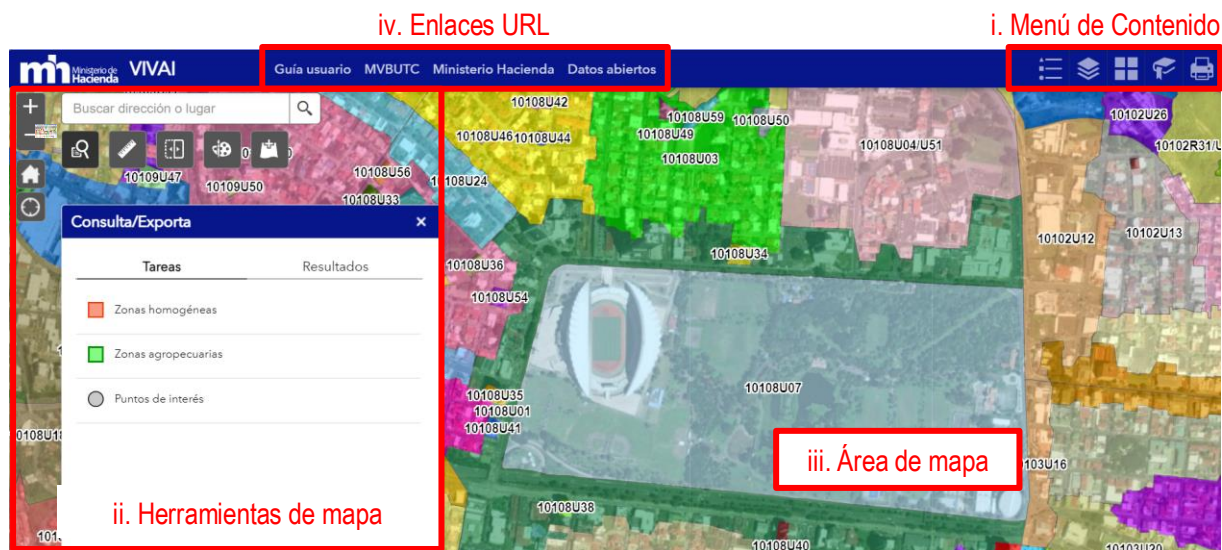 iv. Enlaces URL
i. Menú de Contenido
Ministerio de
Hacienda
VIVAI
Guía usuario MVBUTC Ministerio Hacienda Datos abiertos
Buscar dirección o lugar
10108U42
10108U59
10108U50
10102U26
10108U46
10108U44
10108U49
10108U04/U51
10108U03
10109U47
10109U50
10108U56
10108U24
10108U33
Consulta/Exporta
Tareas Resultados
Zonas homogéneas
Zonas agropecuarias
Puntos de interés
10102U12
10102U13
10108U34
10108U36
10108U54
10108U07
10108U35
10108U01
10108U41
iii. Área de mapa
ii. Herramientas de mapa
10108U38
10108U40